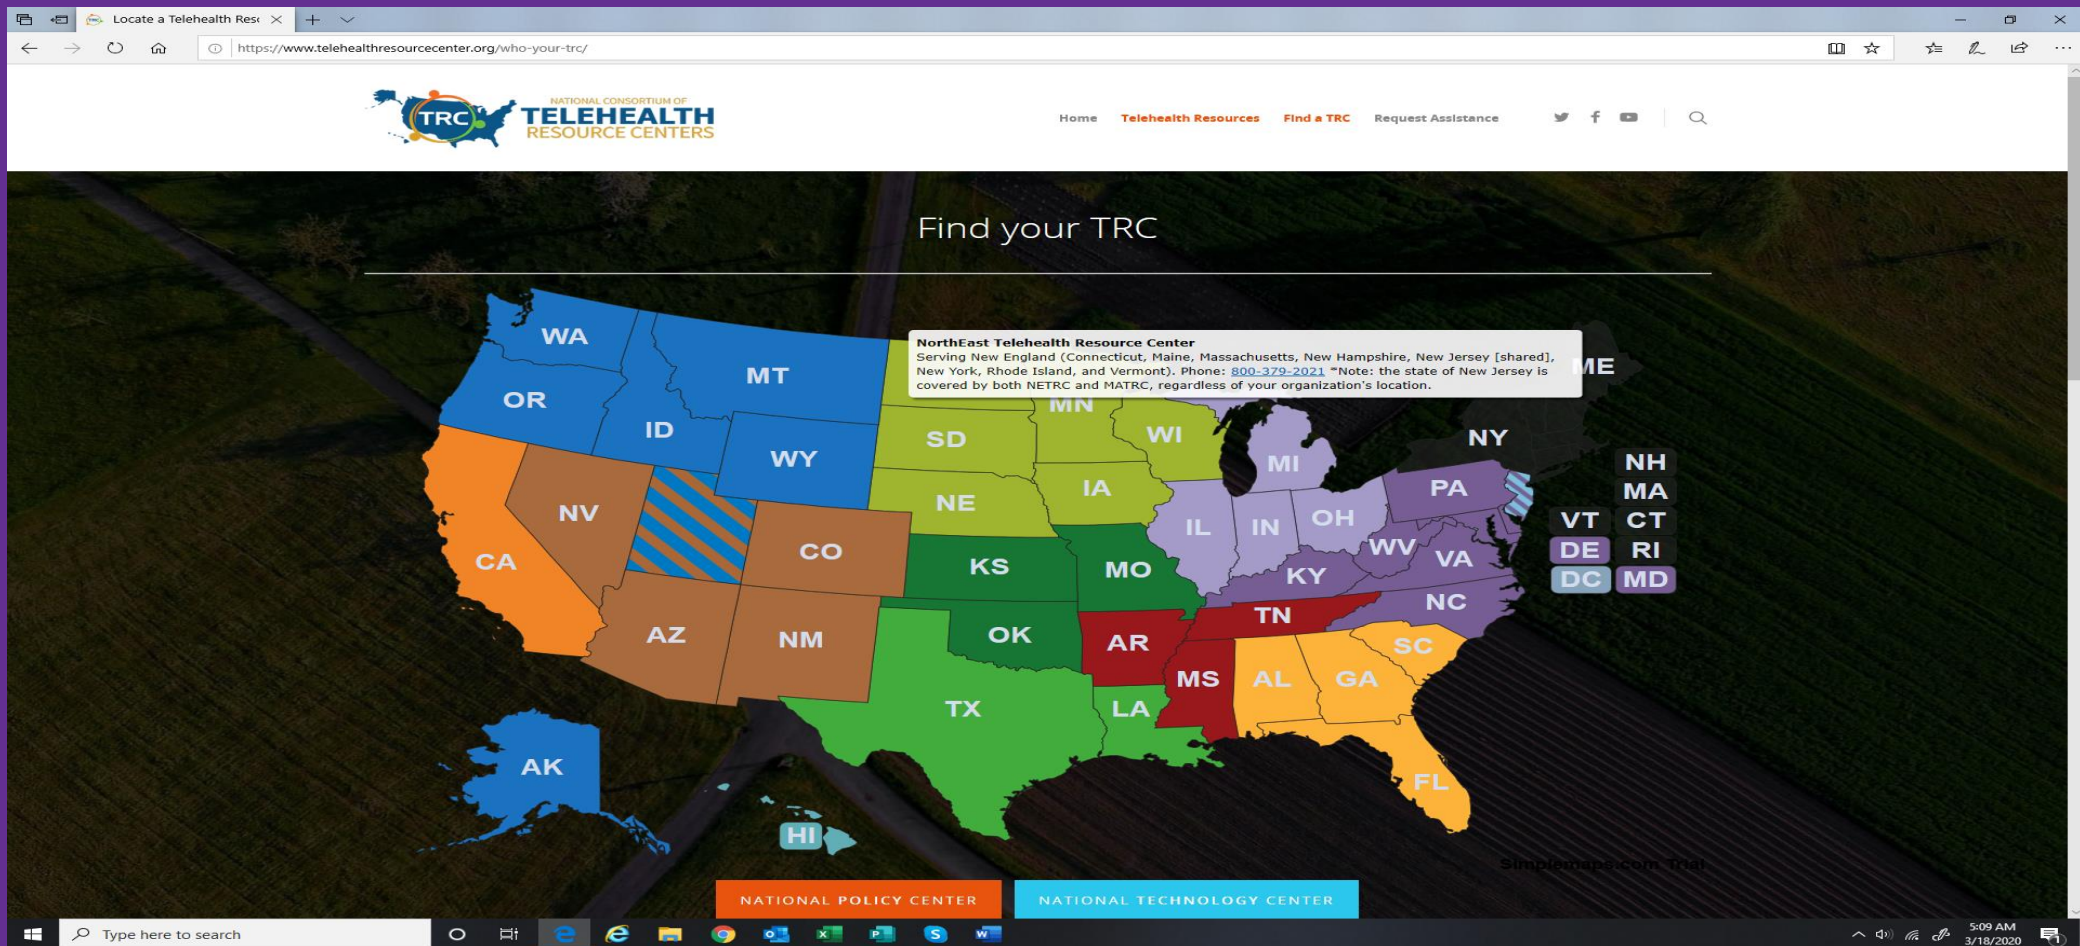 Locate a Telehealth Resc
https://www.telehealthresourcecenter.org/who-your-trc/
TRC
NATIONAL CONSORTIUM OF
TELEHEALTH
RESOURCE CENTERS
Home Telehealth Resources Find a TRC Request Assistance
Find your TRC
NorthEast Telehealth Resource Center
Serving New England (Connecticut, Maine, Massachusetts, New Hampshire, New Jersey [shared],
New York, Rhode Island, and Vermont). Phone: 800-379-2021 *Note: the state of New Jersey is
covered by both NETRC and MATRC, regardless of your organization's location.
WA
MT
ME
OR
ID
MN
SD
WI
NY
WY
MI
NH
IA
PA
MA
NE
NV
IL IN OH
VT CT
CO
WV
VA
DE RI
CA
KS
MO
KY
DC MD
NC
TN
AZ
NM
OK
AR
SC
MS
AL
GA
TX
LA
AK
FL
HI
Simplemaps.com Trial
NATIONAL POLICY CENTER
NATIONAL TECHNOLOGY CENTER
Type here to search
5:09 AM
3/18/2020